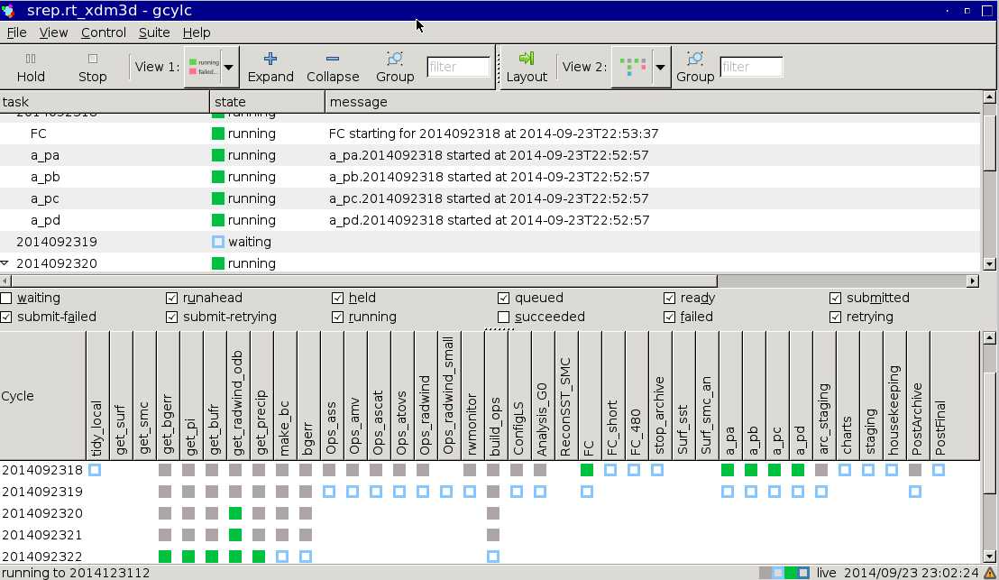 srep.rt_xdm3d - gcylc
File View Control Suite Help
Hold Stop View 1: running failed... Expand Collapse Group filter Layout View 2: Group filter
task state message
2014092318 running
FC running FC starting for 2014092318 at 2014-09-23T22:53:37
a_pa running a_pa.2014092318 started at 2014-09-23T22:52:57
a_pb running a_pb.2014092318 started at 2014-09-23T22:52:57
a_pc running a_pc.2014092318 started at 2014-09-23T22:52:57
a_pd running a_pd.2014092318 started at 2014-09-23T22:52:57
2014092319 waiting
2014092320 running
waiting runahead held queued ready submitted
submit-failed submit-retrying running succeeded failed retrying
Cycle tidy_local get_surf get_smc get_bgerr get_pi get_bufr get_radwind_odb get_precip make_bc bgerr Ops_ass Ops_amv Ops_ascat Ops_atovs Ops_radwind Ops_radwind_small rwmonitor build_ops ConfigLS Analysis_G0 ReconSST_SMC FC FC_short FC_480 stop_archive Surf_sst Surf_smc_an a_pa a_pb a_pc a_pd arc_staging charts staging housekeeping PostArchive PostFinal
2014092318
2014092319
2014092320
2014092321
2014092322
running to 2014123112 live 2014/09/23 23:02:24